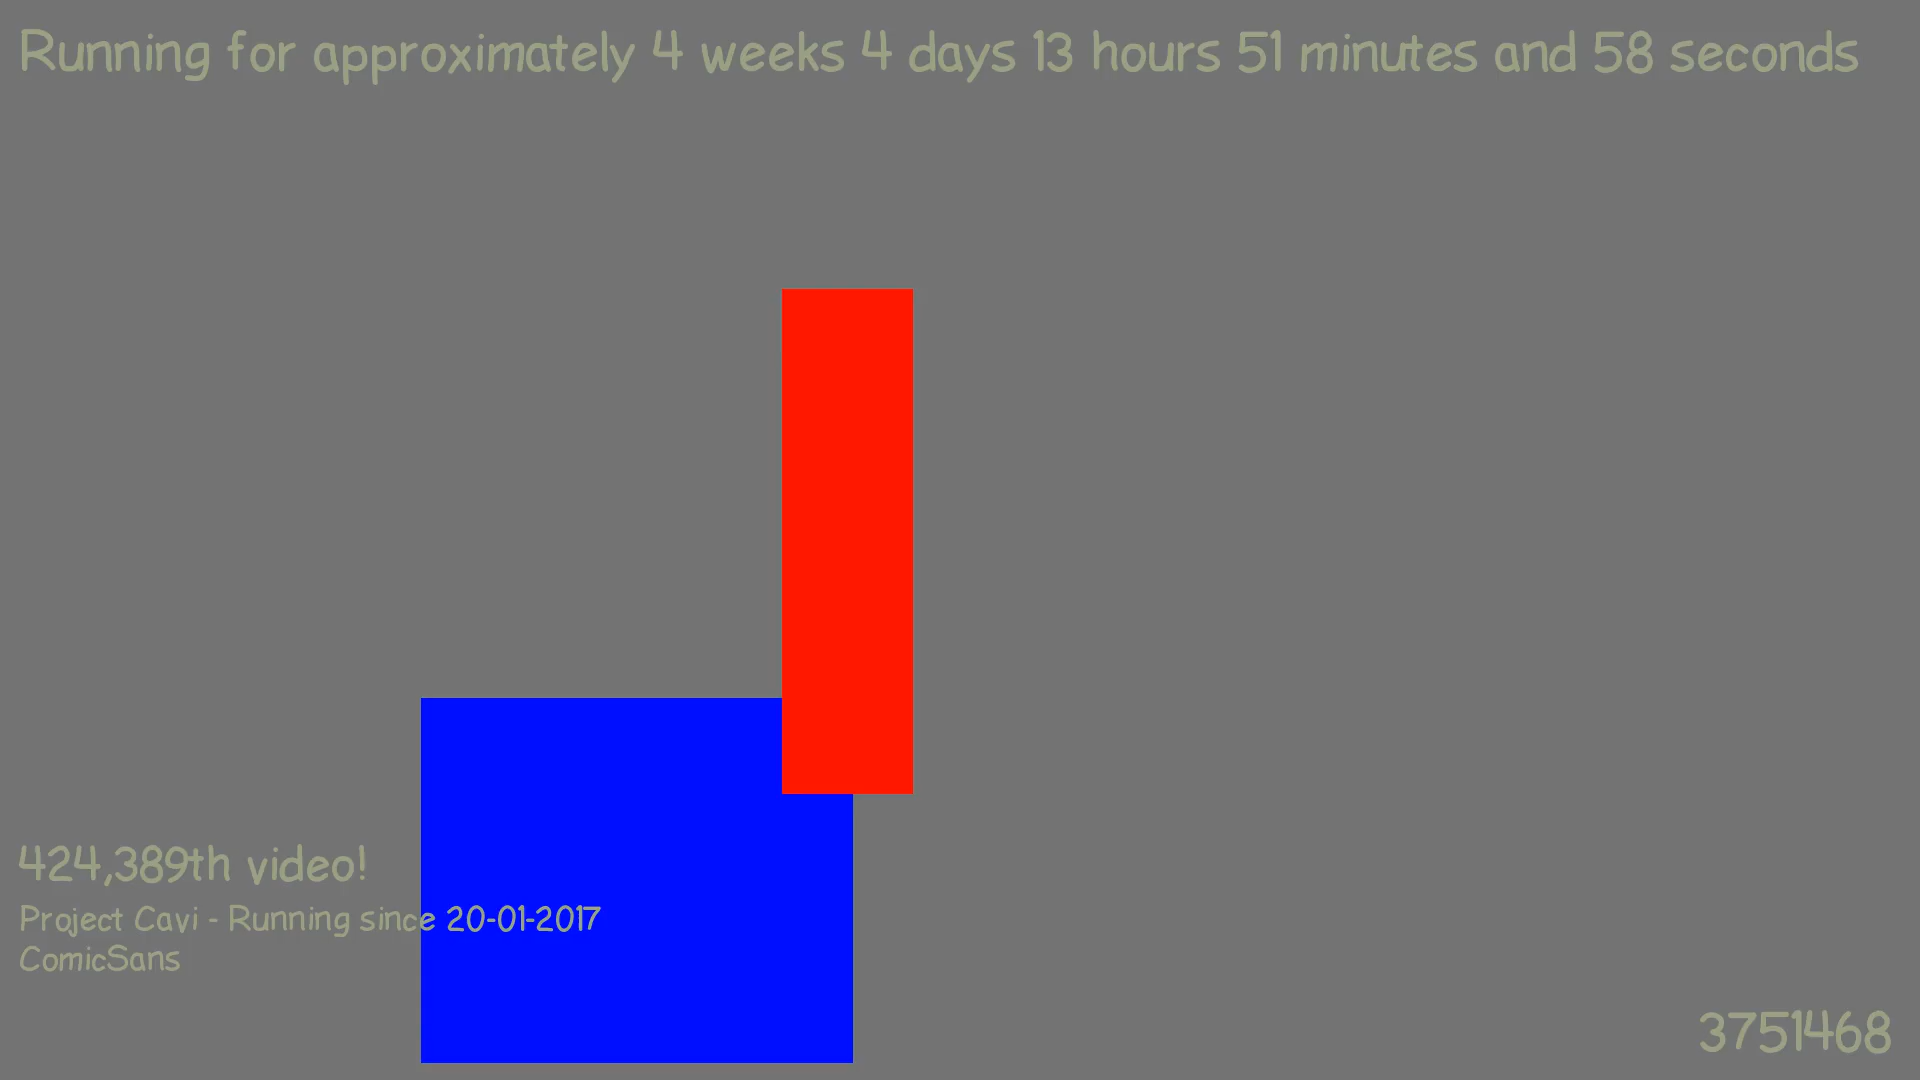 Running for approximately 4 weeks 4 days 13 hours 51 minutes and 58 seconds
424,389th video!
Project Cavi - Running since 20-01-2017
ComicSans
3751468